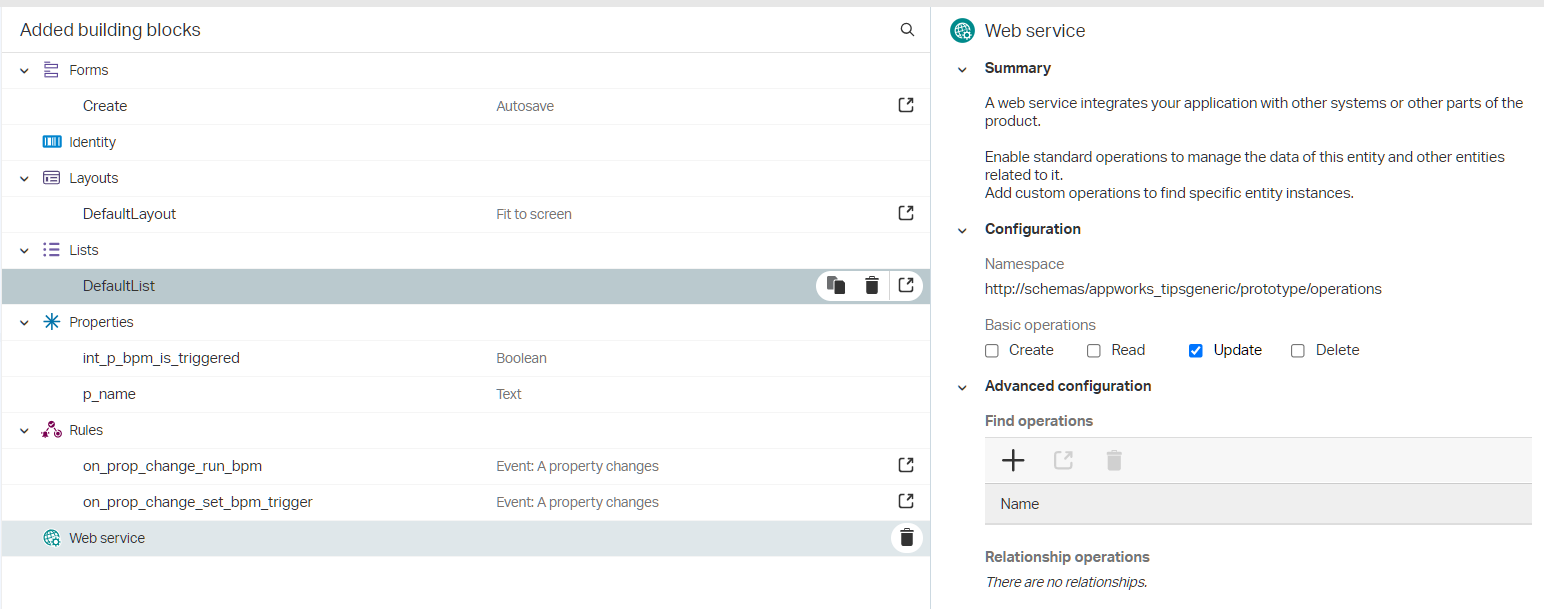 Added building blocks
Forms
Create Autosave
Identity
Layouts
DefaultLayout Fit to screen
Lists
DefaultList
Properties
int_p_bpm_is_triggered Boolean
p_name Text
Rules
on_prop_change_run_bpm Event: A property changes
on_prop_change_set_bpm_trigger Event: A property changes
Web service
Web service
Summary
A web service integrates your application with other systems or other parts of the
product.
Enable standard operations to manage the data of this entity and other entities
related to it.
Add custom operations to find specific entity instances.
Configuration
Namespace
http://schemas/appworks_tipsgeneric/prototype/operations
Basic operations
Create Read Update Delete
Advanced configuration
Find operations
Name
Relationship operations
There are no relationships.